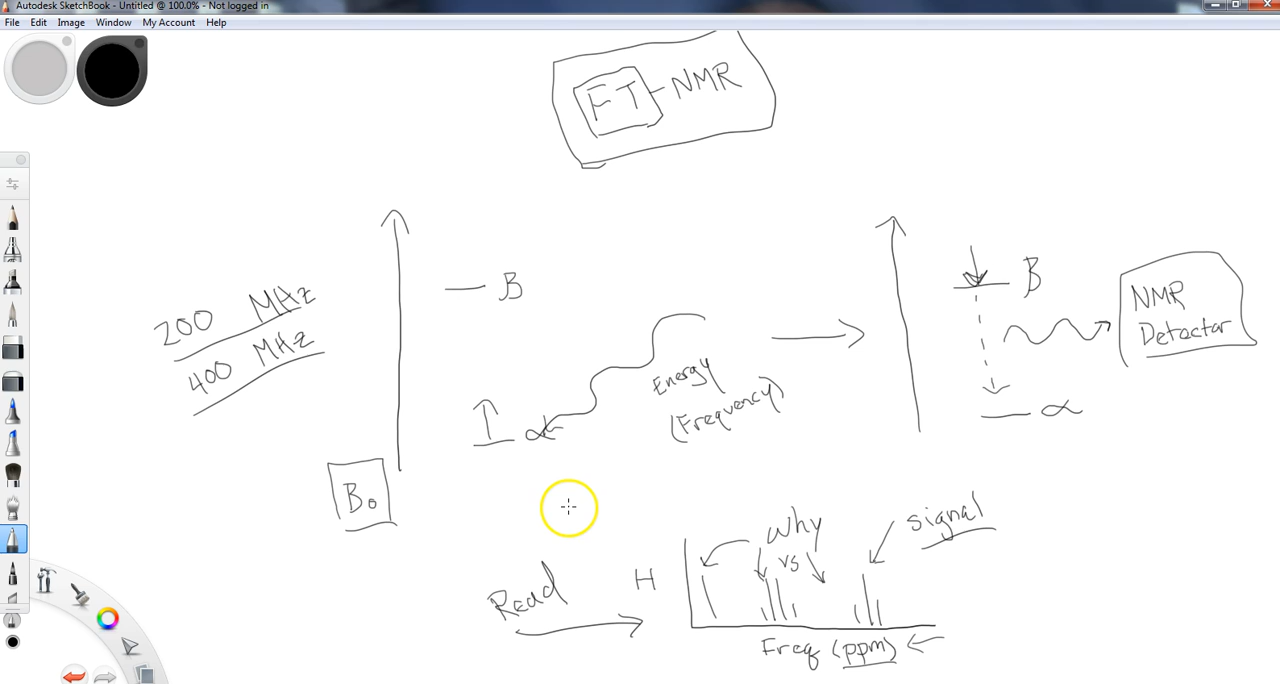 Autodesk SketchBook - Untitled @ 100.0% - Not logged in
File Edit Image Window My Account Help
FT-NMR
200 MHz
400 MHz
B
α
B₀
Energy
(Frequency)
B
α
NMR
Detector
Read
H
Why
vs
signal
Freq (ppm)